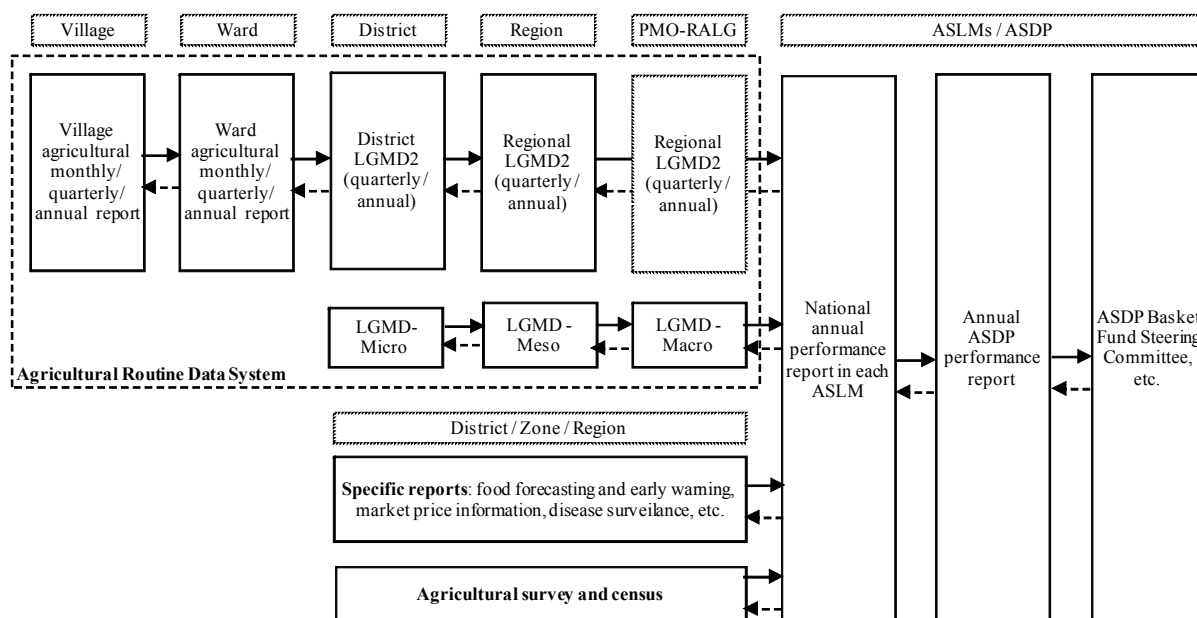 Village
Ward
District
Region
PMO-RALG
ASLMs / ASDP
Village
agricultural
monthly/
quarterly/
annual report
Ward
agricultural
monthly/
quarterly/
annual report
District
LGMD2
(quarterly /
annual)
Regional
LGMD2
(quarterly /
annual)
Regional
LGMD2
(quarterly /
annual)
LGMD-
Micro
LGMD -
Meso
LGMD -
Macro
Agricultural Routine Data System
National
annual
performance
report in each
ASLM
Annual
ASDP
performance
report
ASDP Basket
Fund Steering
Committee,
etc.
District / Zone / Region
Specific reports: food forecasting and early warning,
market price information, disease surveilance, etc.
Agricultural survey and census